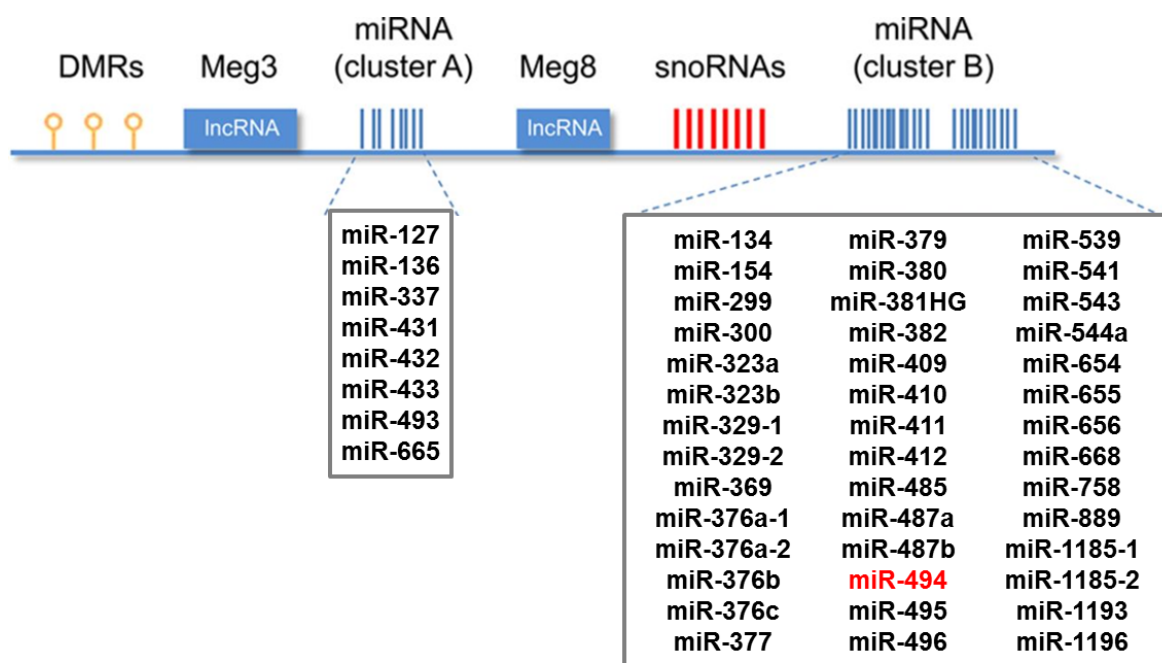 DMRs
Meg3
miRNA
(cluster A)
Meg8
snoRNAs
miRNA
(cluster B)
lncRNA
lncRNA
miR-127
miR-136
miR-337
miR-431
miR-432
miR-433
miR-493
miR-665
miR-134
miR-154
miR-299
miR-300
miR-323a
miR-323b
miR-329-1
miR-329-2
miR-369
miR-376a-1
miR-376a-2
miR-376b
miR-376c
miR-377
miR-379
miR-380
miR-381HG
miR-382
miR-409
miR-410
miR-411
miR-412
miR-485
miR-487a
miR-487b
miR-494
miR-495
miR-496
miR-539
miR-541
miR-543
miR-544a
miR-654
miR-655
miR-656
miR-668
miR-758
miR-889
miR-1185-1
miR-1185-2
miR-1193
miR-1196